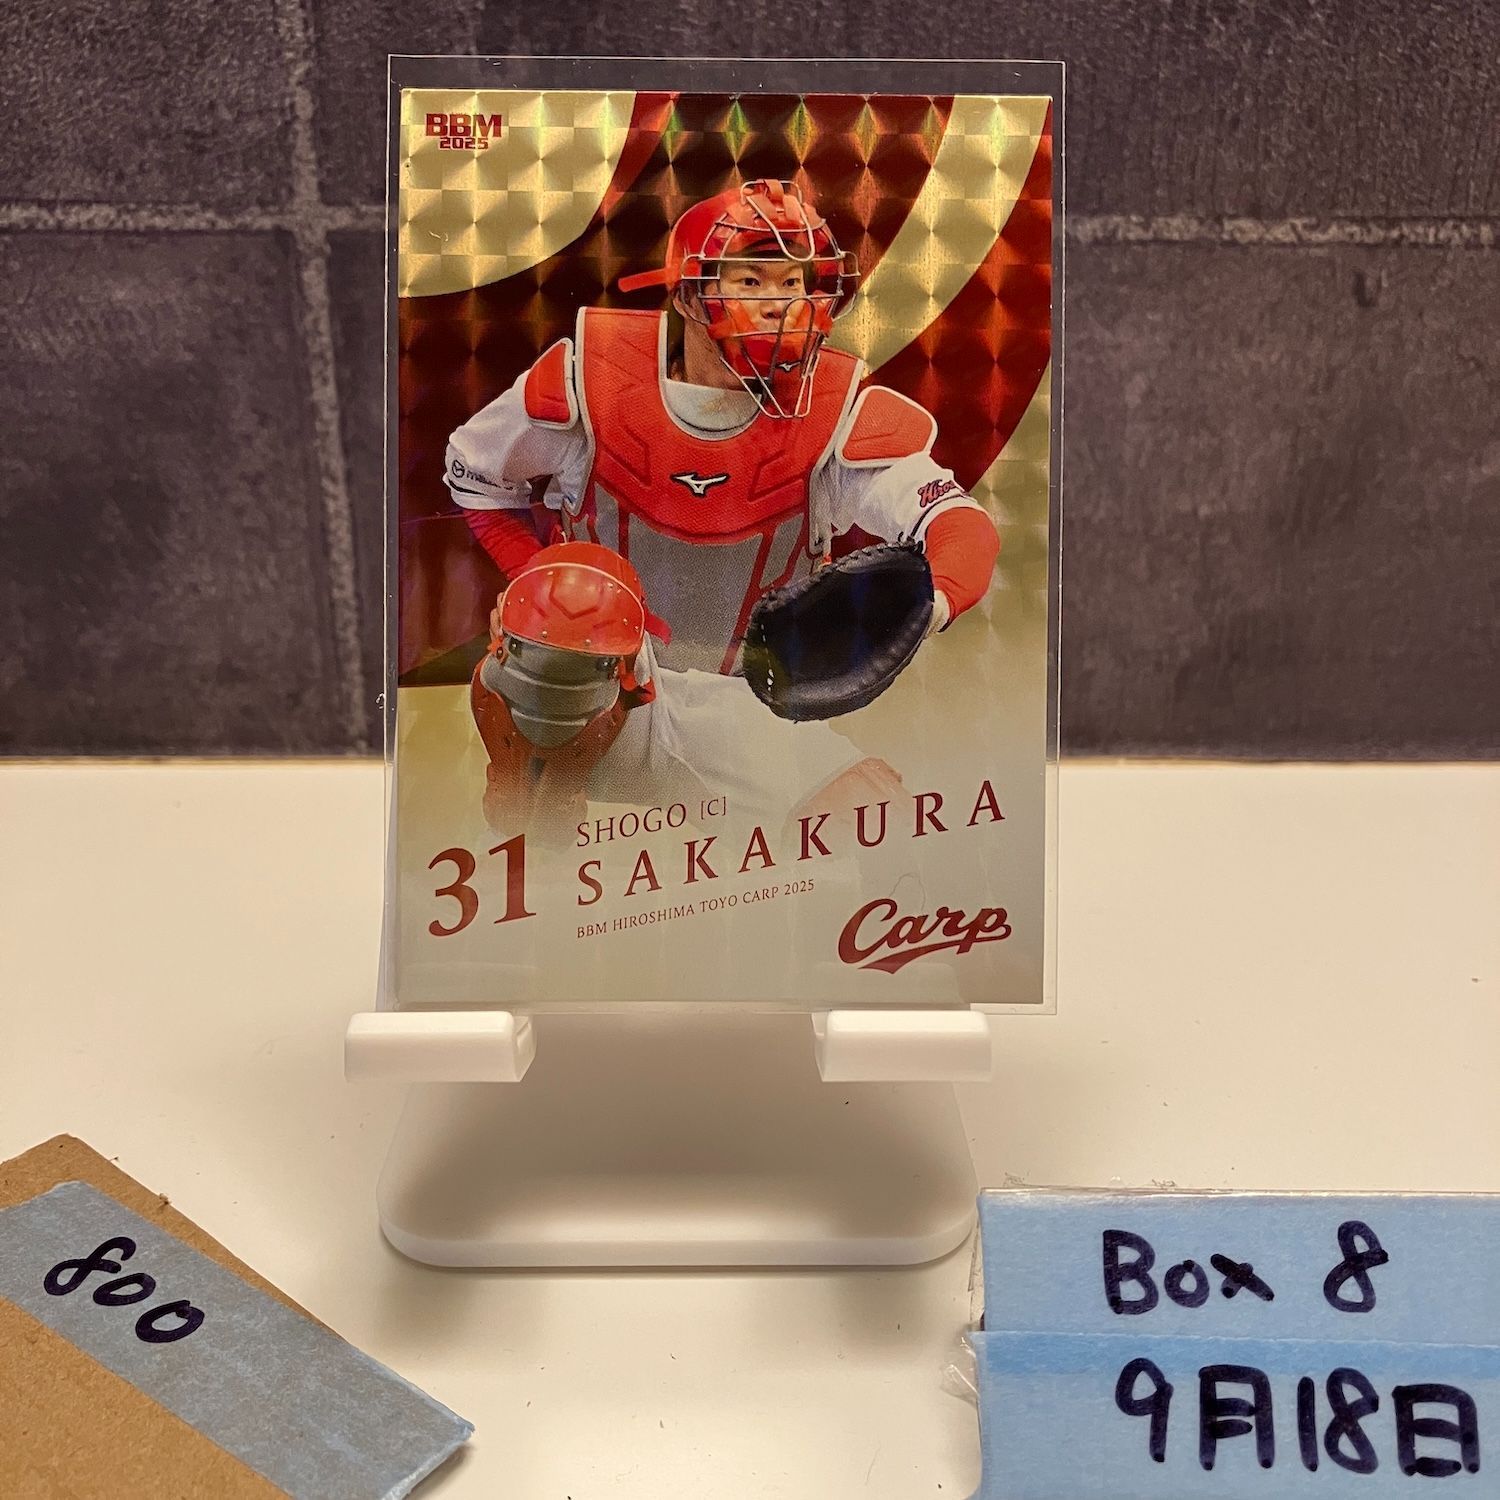 BBM
2025
Hiros
31
SHOGO [C]
SAKAKURA
BBM HIROSHIMA TOYO CARP 2025
Carp
800
Box 8
9月18日